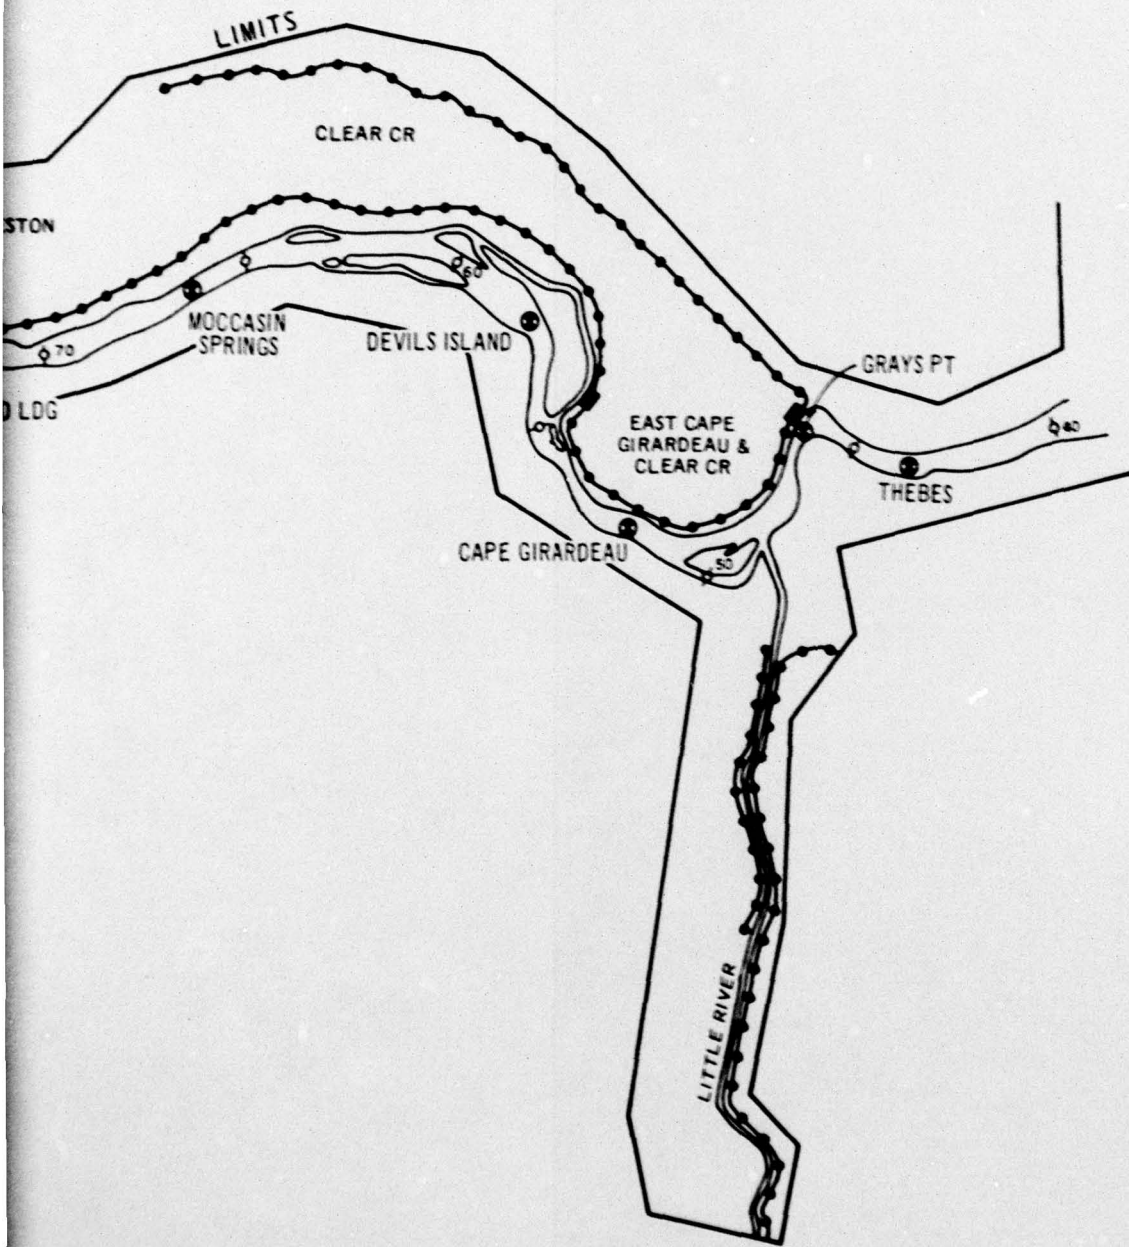 LIMITS
CLEAR CR
STON
60
MOCCASIN
SPRINGS
DEVILS ISLAND
70
GRAYS PT
LDG
EAST CAPE
GIRARDEAU &
CLEAR CR
40
THEBES
CAPE GIRARDEAU
50
LITTLE RIVER